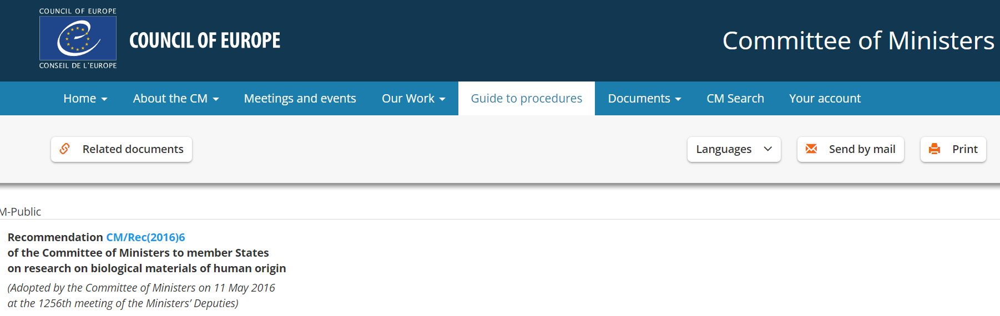 COUNCIL OF EUROPE
CONSEIL DE L'EUROPE
COUNCIL OF EUROPE
Committee of Ministers
Home About the CM Meetings and events Our Work Guide to procedures Documents CM Search Your account
Related documents Languages Send by mail Print
M-Public
Recommendation CM/Rec(2016)6
of the Committee of Ministers to member States
on research on biological materials of human origin
(Adopted by the Committee of Ministers on 11 May 2016
at the 1256th meeting of the Ministers’ Deputies)